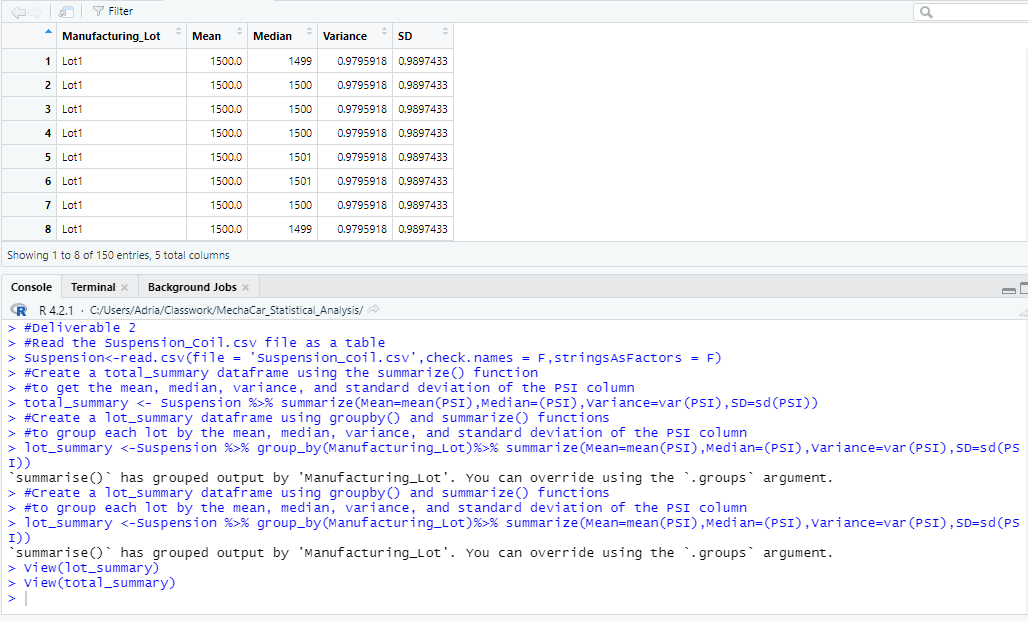 Filter
Manufacturing_Lot Mean Median Variance SD
1 Lot1 1500.0 1499 0.9795918 0.9897433
2 Lot1 1500.0 1500 0.9795918 0.9897433
3 Lot1 1500.0 1500 0.9795918 0.9897433
4 Lot1 1500.0 1500 0.9795918 0.9897433
5 Lot1 1500.0 1501 0.9795918 0.9897433
6 Lot1 1500.0 1501 0.9795918 0.9897433
7 Lot1 1500.0 1500 0.9795918 0.9897433
8 Lot1 1500.0 1499 0.9795918 0.9897433
Showing 1 to 8 of 150 entries, 5 total columns
Console Terminal × Background Jobs ×
R R 4.2.1 · C:/Users/Adria/Classwork/MechaCar_Statistical_Analysis/
> #Deliverable 2
> #Read the Suspension_Coil.csv file as a table
> Suspension<-read.csv(file = 'Suspension_coil.csv',check.names = F,stringsAsFactors = F)
> #Create a total_summary dataframe using the summarize() function
> #to get the mean, median, variance, and standard deviation of the PSI column
> total_summary <- Suspension %>% summarize(Mean=mean(PSI),Median=(PSI),Variance=var(PSI),SD=sd(PSI))
> #Create a lot_summary dataframe using groupby() and summarize() functions
> #to group each lot by the mean, median, variance, and standard deviation of the PSI column
> lot_summary <-Suspension %>% group_by(Manufacturing_Lot)%>% summarize(Mean=mean(PSI),Median=(PSI),Variance=var(PSI),SD=sd(PS
I))
`summarise()` has grouped output by 'Manufacturing_Lot'. You can override using the `.groups` argument.
> #Create a lot_summary dataframe using groupby() and summarize() functions
> #to group each lot by the mean, median, variance, and standard deviation of the PSI column
> lot_summary <-Suspension %>% group_by(Manufacturing_Lot)%>% summarize(Mean=mean(PSI),Median=(PSI),Variance=var(PSI),SD=sd(PS
I))
`summarise()` has grouped output by 'Manufacturing_Lot'. You can override using the `.groups` argument.
> View(lot_summary)
> View(total_summary)
>